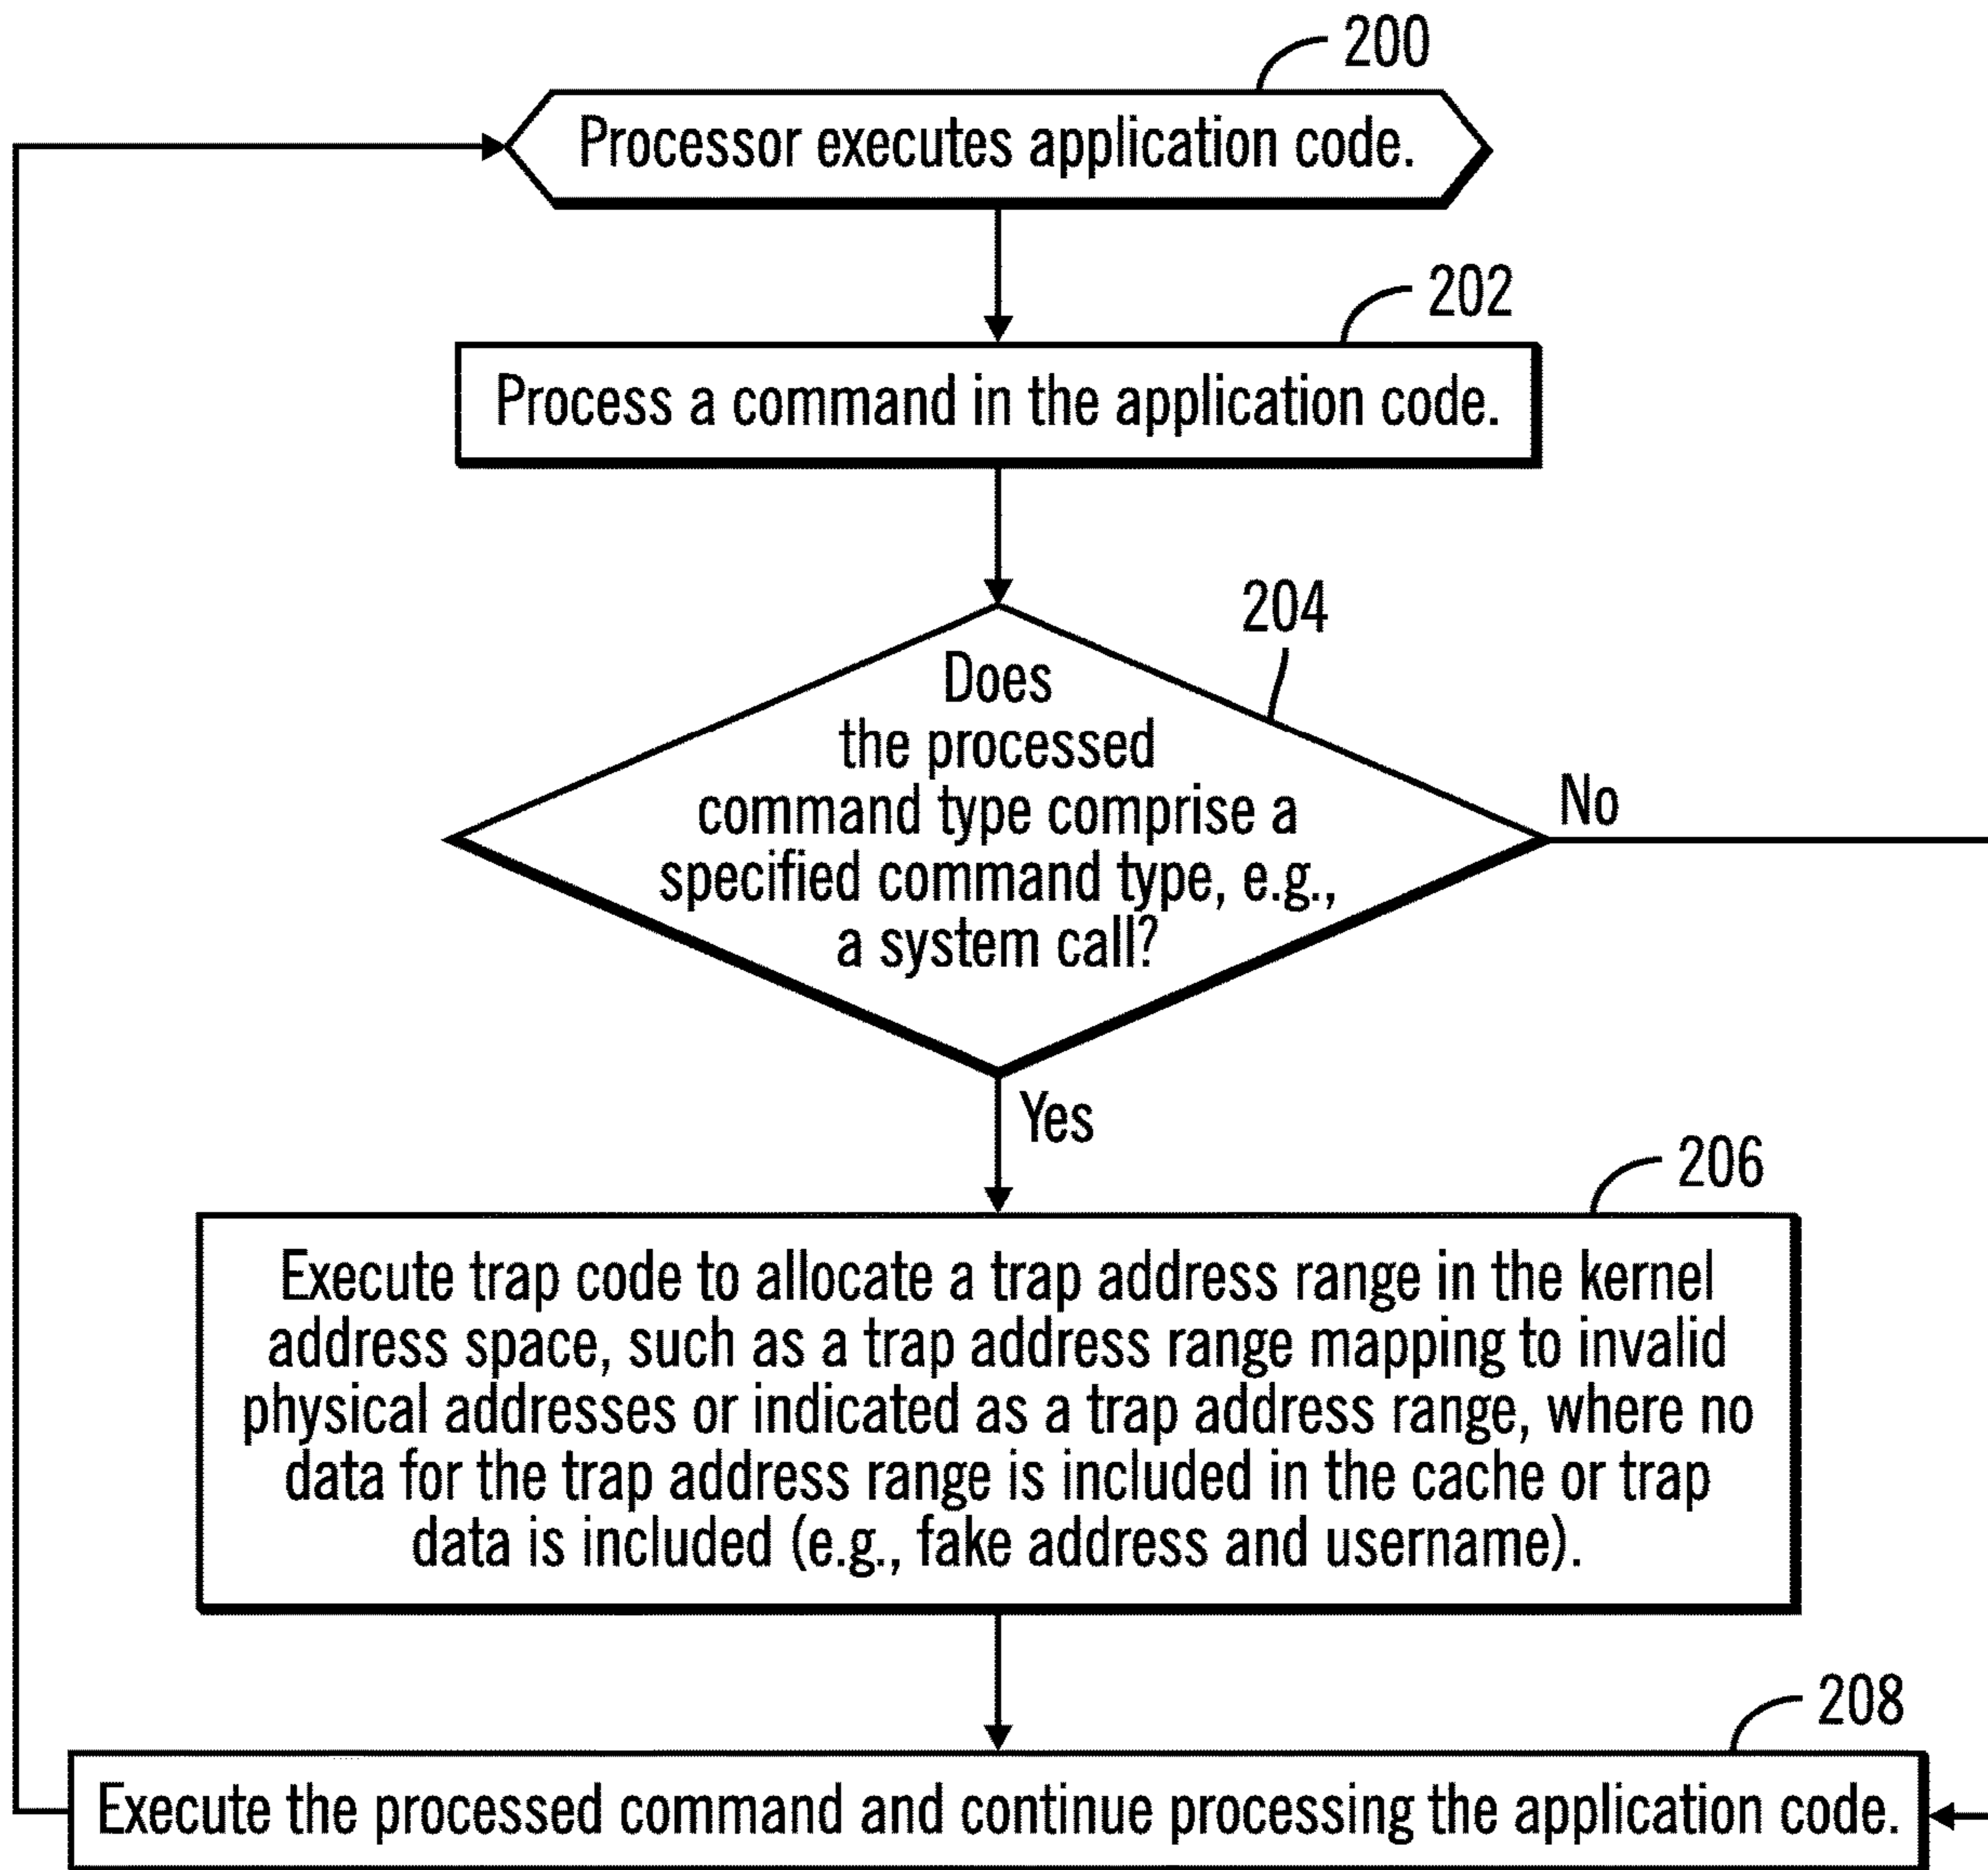 200
Processor executes application code.
202
Process a command in the application code.
204
Does
the processed
command type comprise a
specified command type, e.g.,
a system call?
No
Yes
206
Execute trap code to allocate a trap address range in the kernel
address space, such as a trap address range mapping to invalid
physical addresses or indicated as a trap address range, where no
data for the trap address range is included in the cache or trap
data is included (e.g., fake address and username).
208
Execute the processed command and continue processing the application code.